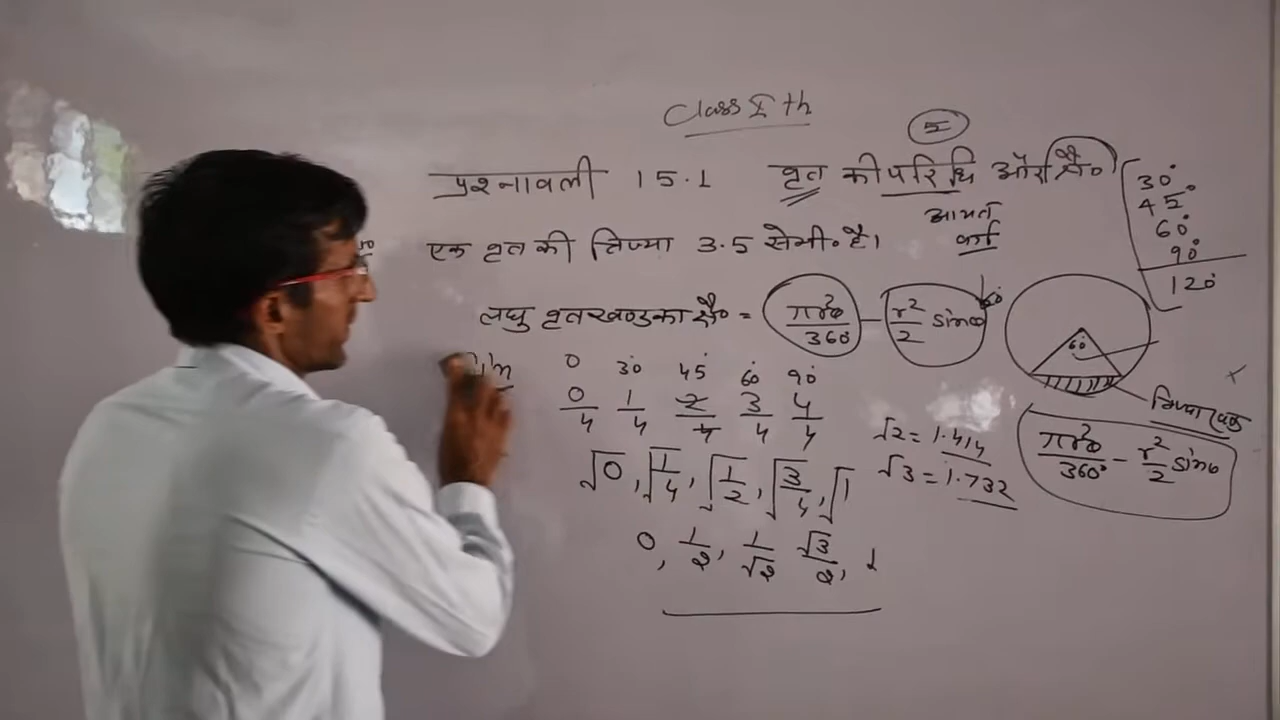 Class X th
5
प्रश्नावली 15.1 वृत की परिधि और क्षै०
30°
45°
60°
90°
120°
आयत
वर्ग
एक वृत की त्रिज्या 3.5 सेमी० है।
लघु वृतखण्ड का क्षै० = πr²θ/360° - r²/2 sinθ
60°
0 30° 45° 60° 90°
0/4 1/4 2/4 3/4 4/4
√0, √1/4, √1/2, √3/4, √1
0, 1/2, 1/√2 √3/2, 1
√2 = 1.414
√3 = 1.732
πr²θ/360° - r²/2 sinθ